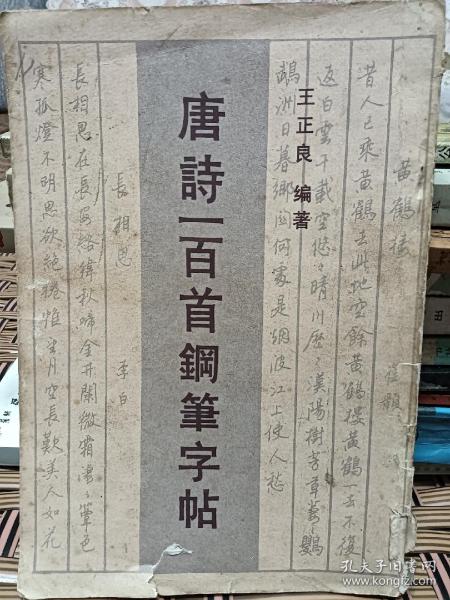 黄鶴樓
崔顥
昔人已乘黄鶴去此地空餘黄鶴樓黄鶴一去不復
返白雲千載空悠々晴川歷々漢陽樹芳草萋々鸚
鵡洲日暮鄉關何處是烟波江上使人愁
王正良 編著
唐詩一百首鋼筆字帖
長相思
李白
長相思在長安絡緯秋啼金井闌微霜淒々簟色
寒孤燈不明思欲絶捲帷望月空長歎美人如花
孔夫子旧书网
www.kongfz.com